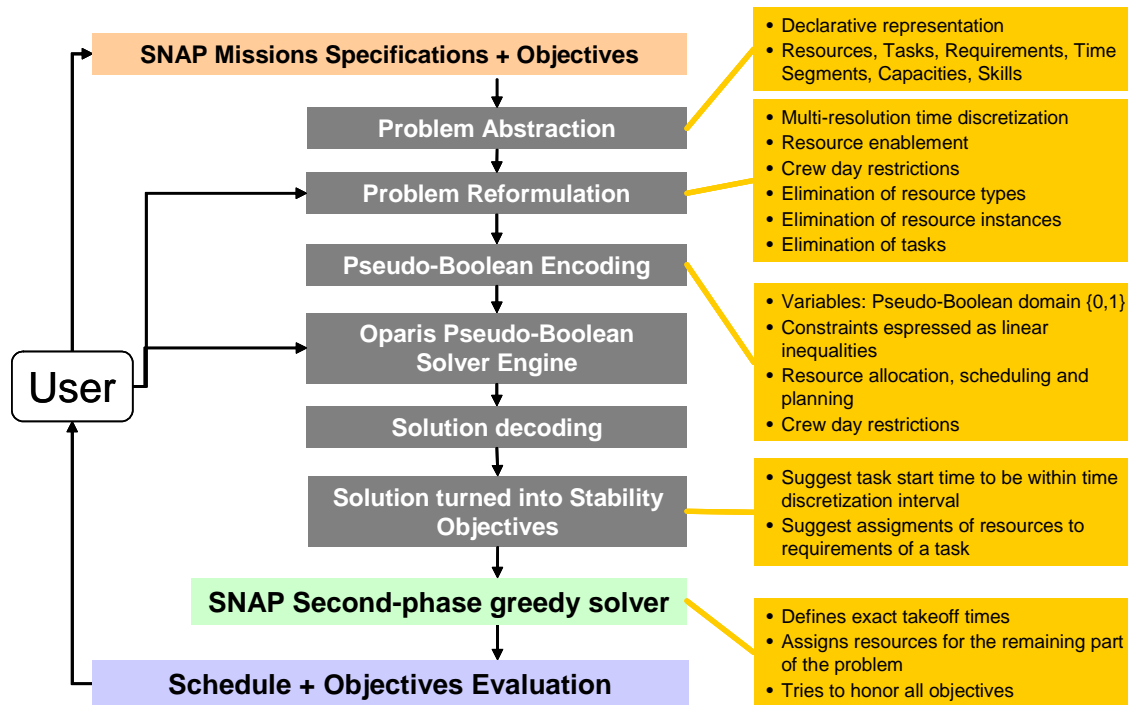 SNAP Missions Specifications + Objectives
Problem Abstraction
Problem Reformulation
Pseudo-Boolean Encoding
Oparis Pseudo-Boolean
Solver Engine
Solution decoding
Solution turned into Stability
Objectives
SNAP Second-phase greedy solver
Schedule + Objectives Evaluation
User
• Declarative representation
• Resources, Tasks, Requirements, Time
Segments, Capacities, Skills
• Multi-resolution time discretization
• Resource enablement
• Crew day restrictions
• Elimination of resource types
• Elimination of resource instances
• Elimination of tasks
• Variables: Pseudo-Boolean domain {0,1}
• Constraints espressed as linear
inequalities
• Resource allocation, scheduling and
planning
• Crew day restrictions
• Suggest task start time to be within time
discretization interval
• Suggest assigments of resources to
requirements of a task
• Defines exact takeoff times
• Assigns resources for the remaining part
of the problem
• Tries to honor all objectives